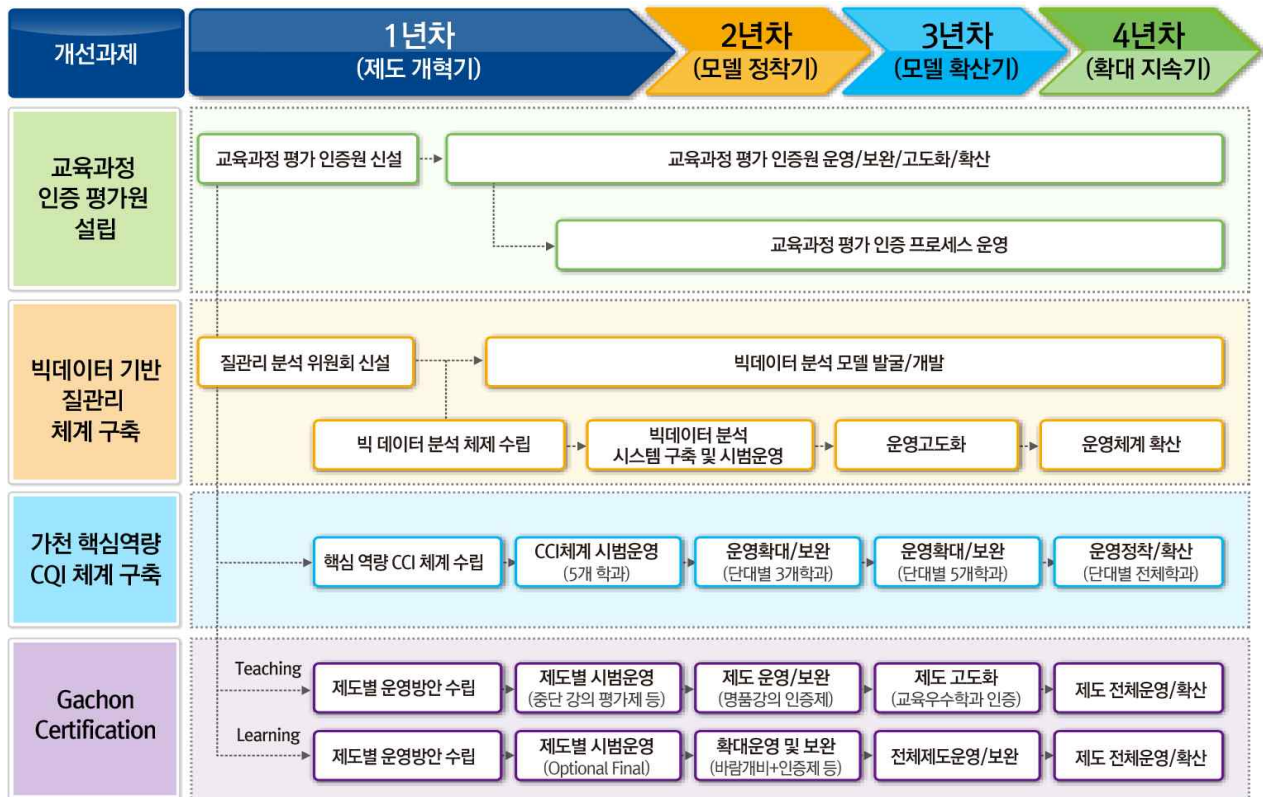 개선과제
1년차
(제도 개혁기)
2년차
(모델 정착기)
3년차
(모델 확산기)
4년차
(확대 지속기)
교육과정
인증 평가원
설립
교육과정 평가 인증원 신설
교육과정 평가 인증원 운영/보완/고도화/확산
교육과정 평가 인증 프로세스 운영
빅데이터 기반
질관리
체계 구축
질관리 분석 위원회 신설
빅데이터 분석 모델 발굴/개발
빅 데이터 분석 체제 수립
빅데이터 분석
시스템 구축 및 시범운영
운영고도화
운영체계 확산
가천 핵심역량
CQI 체계 구축
핵심 역량 CCI 체계 수립
CCI체계 시범운영
(5개 학과)
운영확대/보완
(단대별 3개학과)
운영확대/보완
(단대별 5개학과)
운영정착/확산
(단대별 전체학과)
Gachon
Certification
Teaching
제도별 운영방안 수립
제도별 시범운영
(중단 강의 평가제 등)
제도 운영/보완
(명품강의 인증제)
제도 고도화
(교육우수학과 인증)
제도 전체운영/확산
Learning
제도별 운영방안 수립
제도별 시범운영
(Optional Final)
확대운영 및 보완
(바람개비+인증제 등)
전체제도운영/보완
제도 전체운영/확산